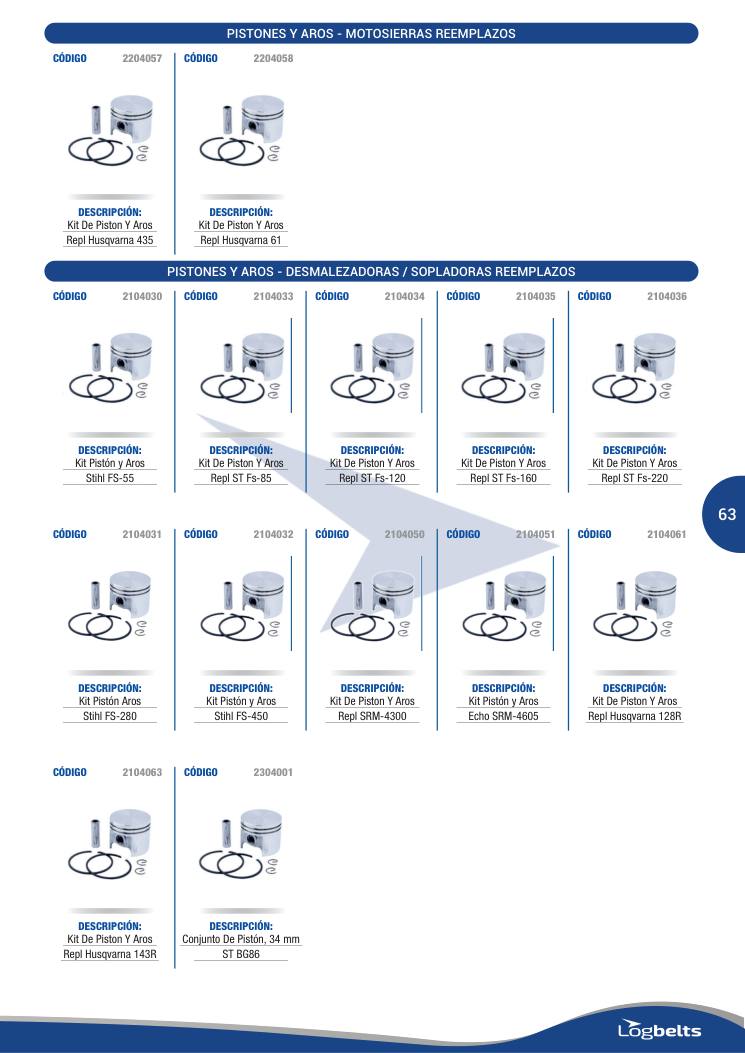 PISTONES Y AROS - MOTOSIERRAS REEMPLAZOS
CÓDIGO 2204057
DESCRIPCIÓN:
Kit De Piston Y Aros
Repl Husqvarna 435
CÓDIGO 2204058
DESCRIPCIÓN:
Kit De Piston Y Aros
Repl Husqvarna 61
PISTONES Y AROS - DESMALEZADORAS / SOPLADORAS REEMPLAZOS
CÓDIGO 2104030
DESCRIPCIÓN:
Kit Pistón y Aros
Stihl FS-55
CÓDIGO 2104033
DESCRIPCIÓN:
Kit De Piston Y Aros
Repl ST Fs-85
CÓDIGO 2104034
DESCRIPCIÓN:
Kit De Piston Y Aros
Repl ST Fs-120
CÓDIGO 2104035
DESCRIPCIÓN:
Kit De Piston Y Aros
Repl ST Fs-160
CÓDIGO 2104036
DESCRIPCIÓN:
Kit De Piston Y Aros
Repl ST Fs-220
63
CÓDIGO 2104031
DESCRIPCIÓN:
Kit Pistón Aros
Stihl FS-280
CÓDIGO 2104032
DESCRIPCIÓN:
Kit Pistón y Aros
Stihl FS-450
CÓDIGO 2104050
DESCRIPCIÓN:
Kit De Piston Y Aros
Repl SRM-4300
CÓDIGO 2104051
DESCRIPCIÓN:
Kit Pistón y Aros
Echo SRM-4605
CÓDIGO 2104061
DESCRIPCIÓN:
Kit De Piston Y Aros
Repl Husqvarna 128R
CÓDIGO 2104063
DESCRIPCIÓN:
Kit De Piston Y Aros
Repl Husqvarna 143R
CÓDIGO 2304001
DESCRIPCIÓN:
Conjunto De Pistón, 34 mm
ST BG86
Logbelts